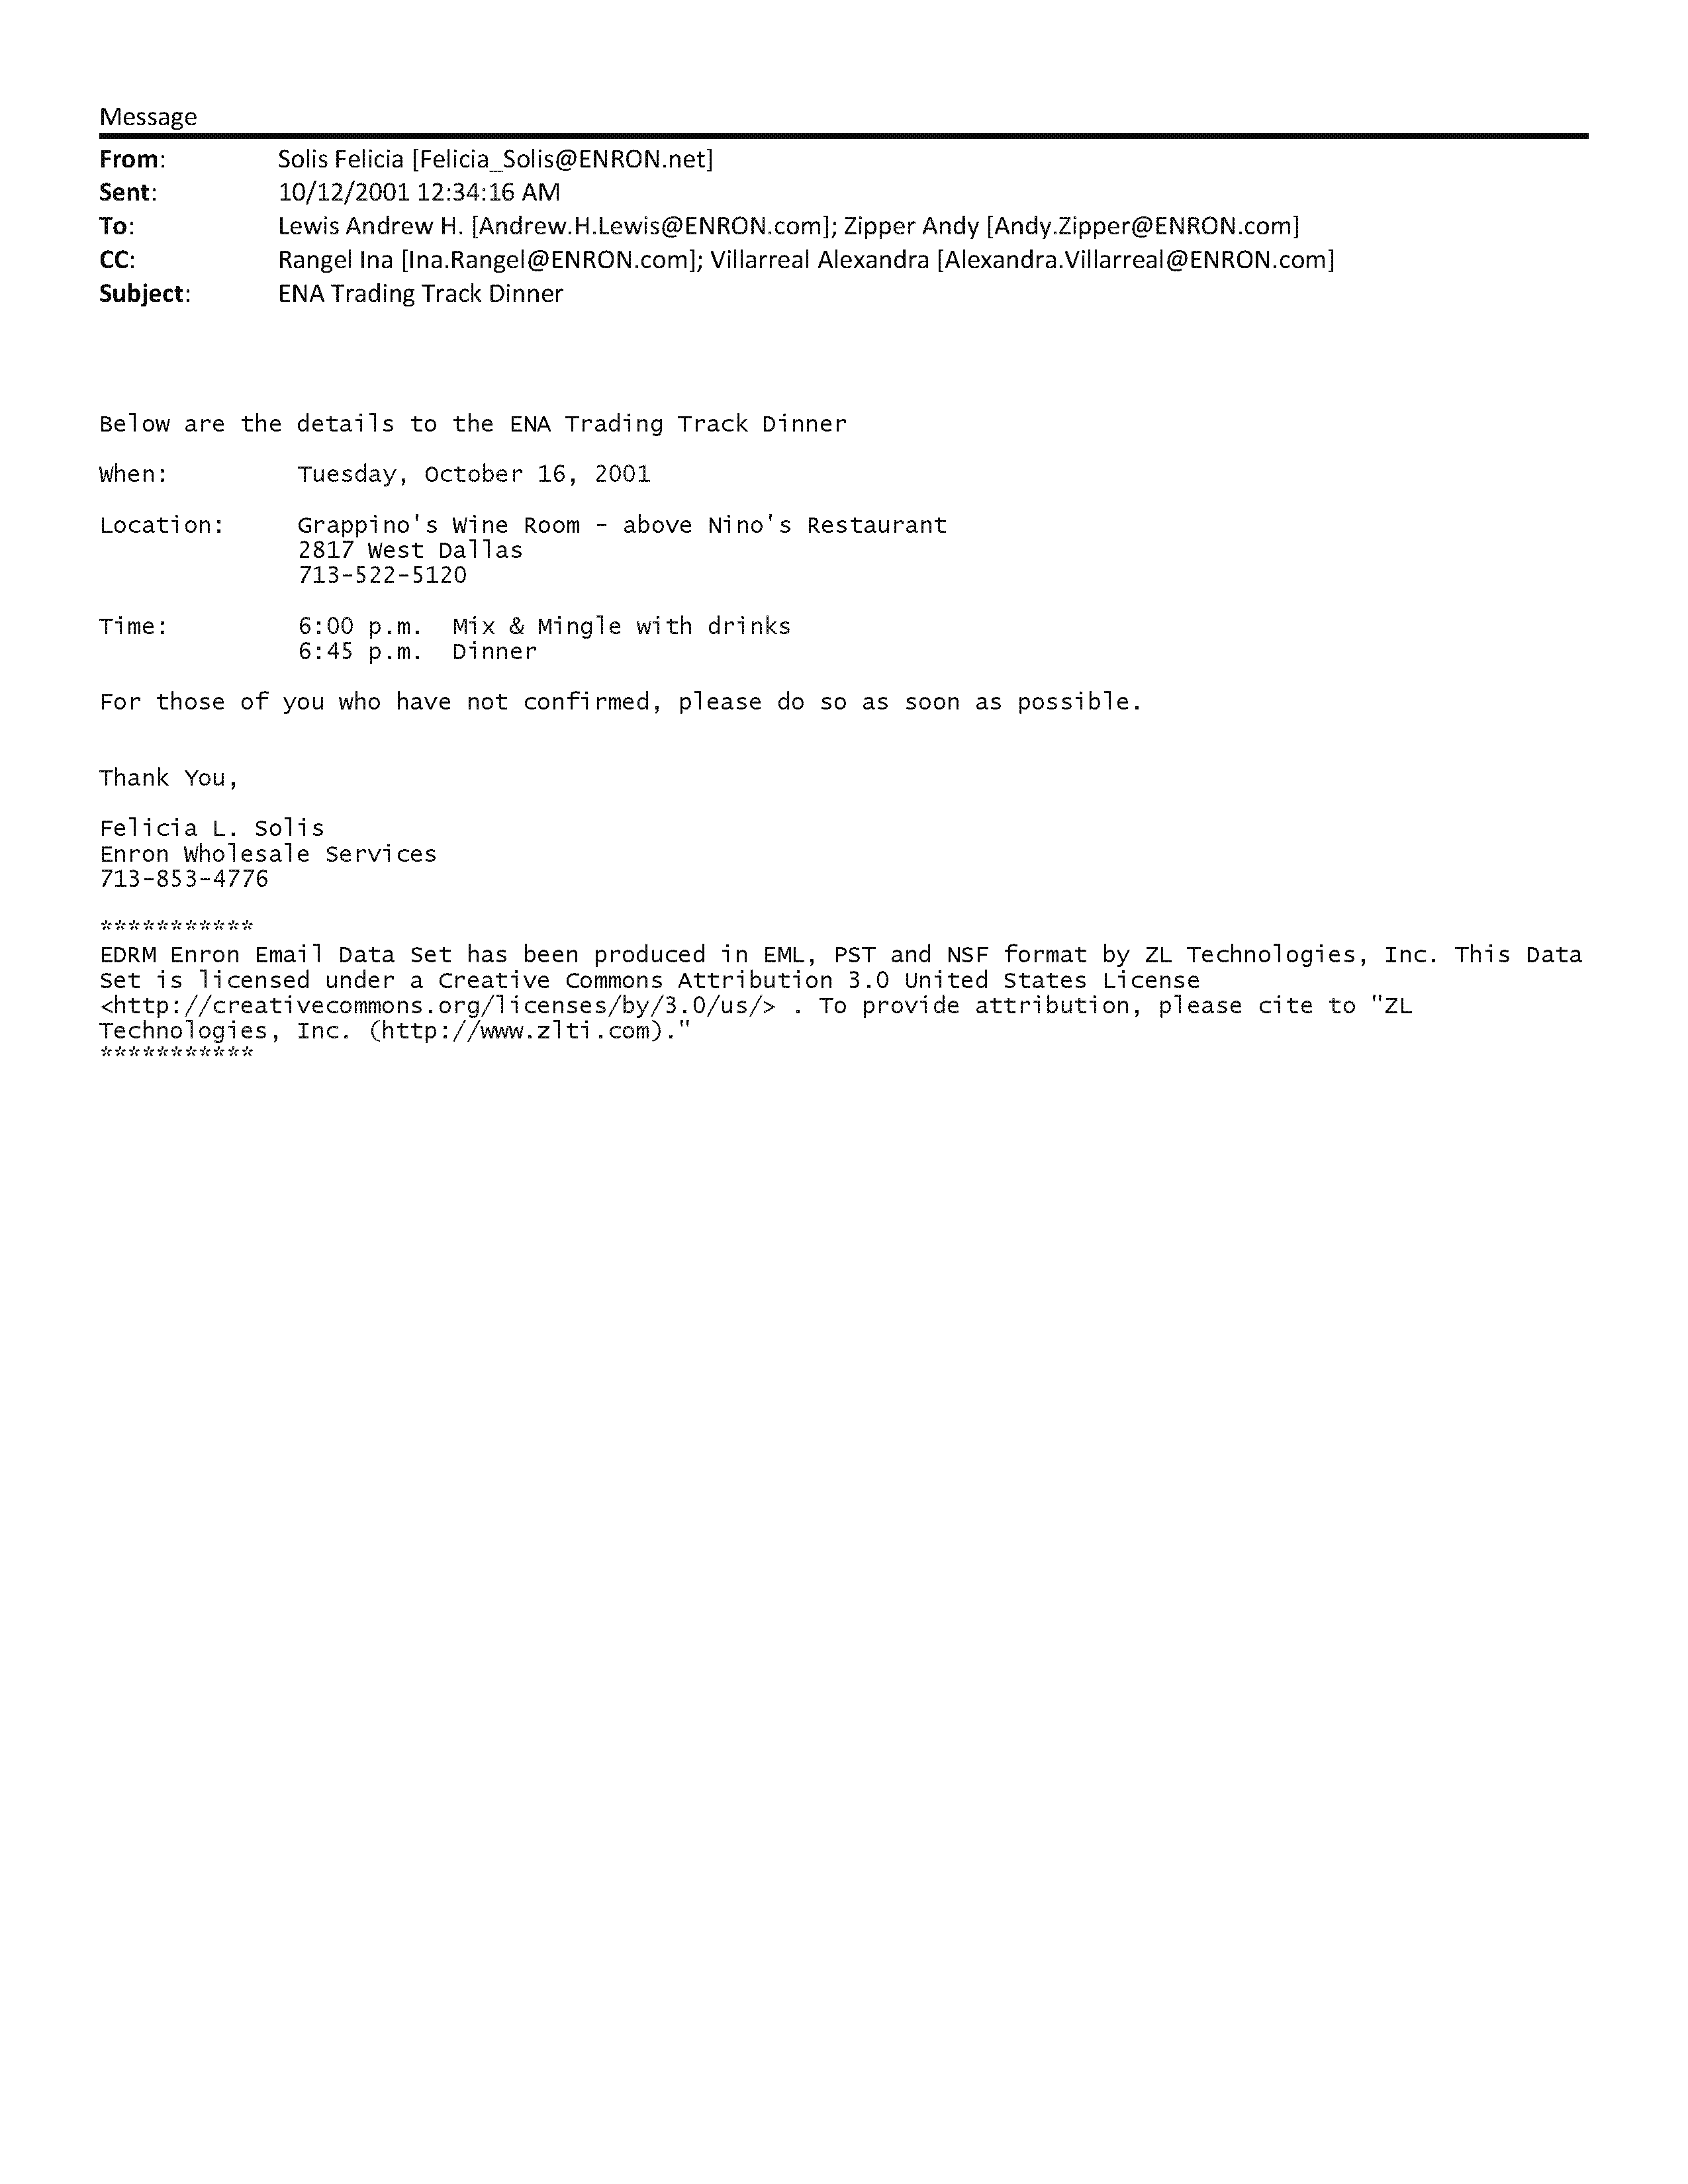 Message
From: Solis Felicia [Felicia_Solis@ENRON.net]
Sent: 10/12/2001 12:34:16 AM
To: Lewis Andrew H. [Andrew.H.Lewis@ENRON.com]; Zipper Andy [Andy.Zipper@ENRON.com]
CC: Rangel Ina [Ina.Rangel@ENRON.com]; Villarreal Alexandra [Alexandra.Villarreal@ENRON.com]
Subject: ENA Trading Track Dinner
Below are the details to the ENA Trading Track Dinner
When: Tuesday, October 16, 2001
Location: Grappino's Wine Room - above Nino's Restaurant
2817 West Dallas
713-522-5120
Time: 6:00 p.m. Mix & Mingle with drinks
6:45 p.m. Dinner
For those of you who have not confirmed, please do so as soon as possible.
Thank You,
Felicia L. Solis
Enron Wholesale Services
713-853-4776
***********
EDRM Enron Email Data Set has been produced in EML, PST and NSF format by ZL Technologies, Inc. This Data
Set is licensed under a Creative Commons Attribution 3.0 United States License
<http://creativecommons.org/licenses/by/3.0/us/> . To provide attribution, please cite to "ZL
Technologies, Inc. (http://www.zlti.com)."
***********